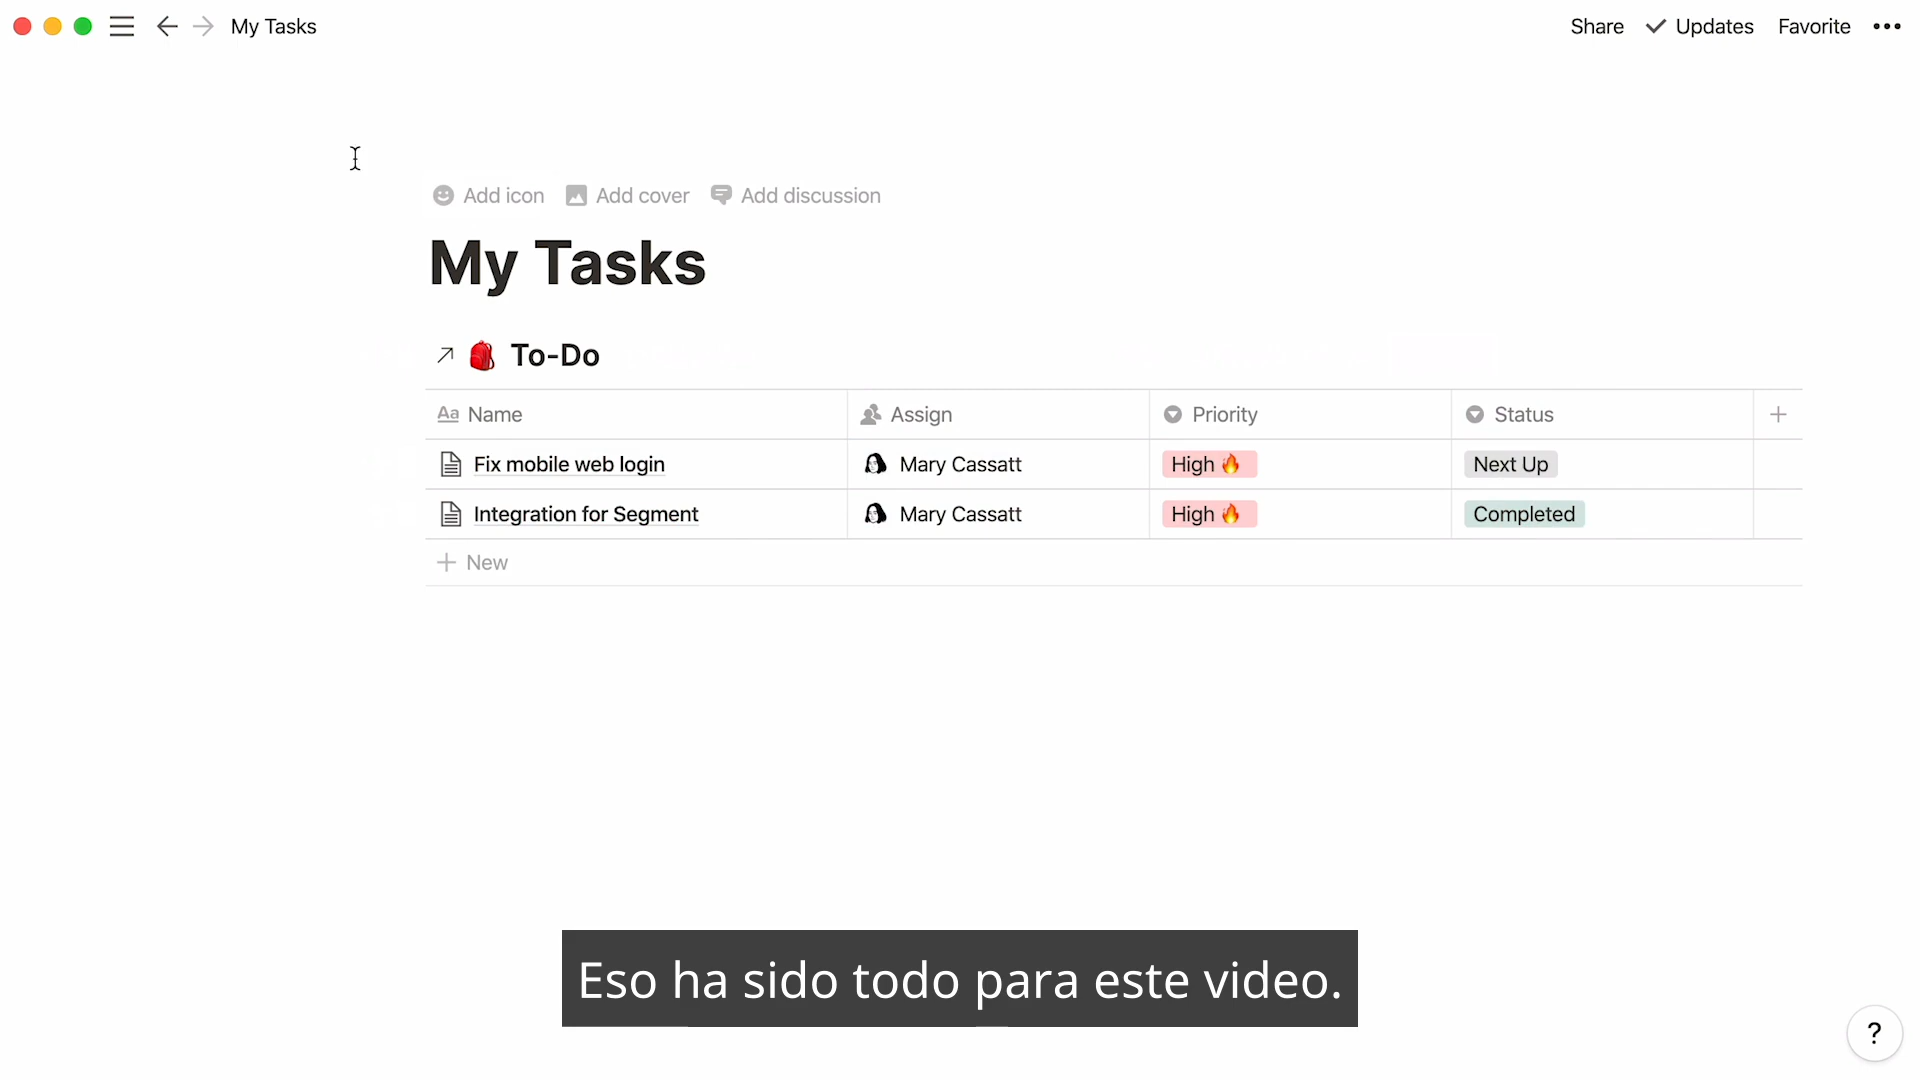 My Tasks
Share Updates Favorite
Add icon Add cover Add discussion
My Tasks
To-Do
Aa Name Assign Priority Status
Fix mobile web login Mary Cassatt High 🔥 Next Up
Integration for Segment Mary Cassatt High 🔥 Completed
+ New
Eso ha sido todo para este video.
?